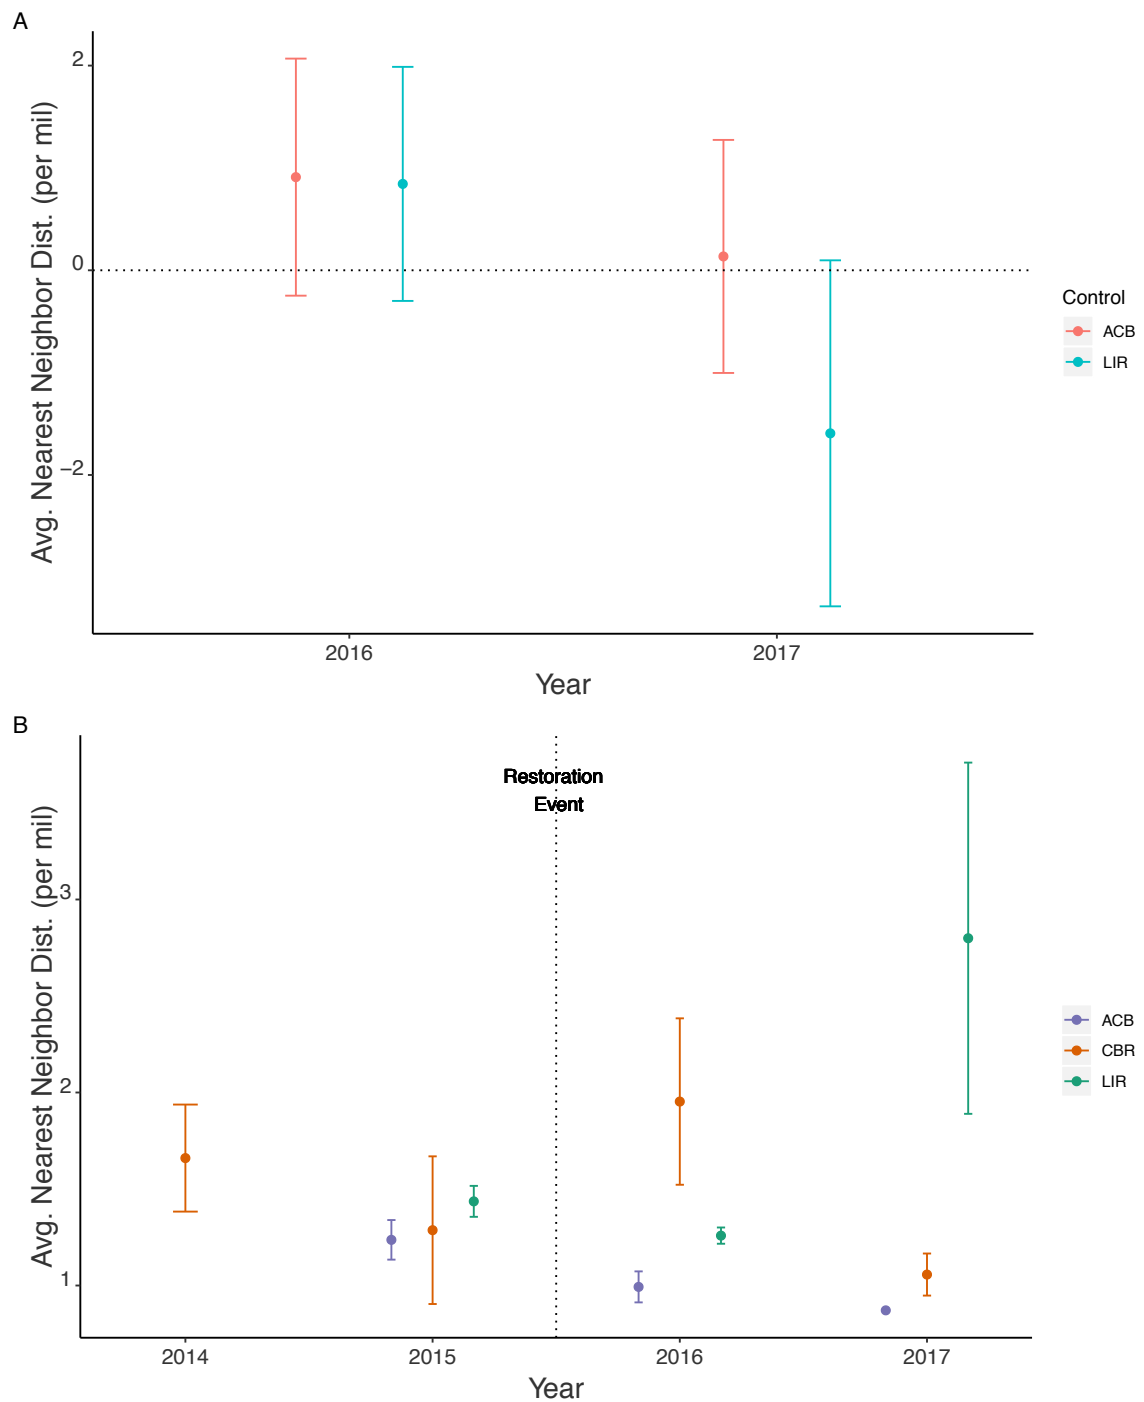 A
Avg. Nearest Neighbor Dist. (per mil)
2
0
−2
2016
2017
Year
Control
ACB
LIR
B
Avg. Nearest Neighbor Dist. (per mil)
3
2
1
Restoration
Event
2014
2015
2016
2017
Year
ACB
CBR
LIR